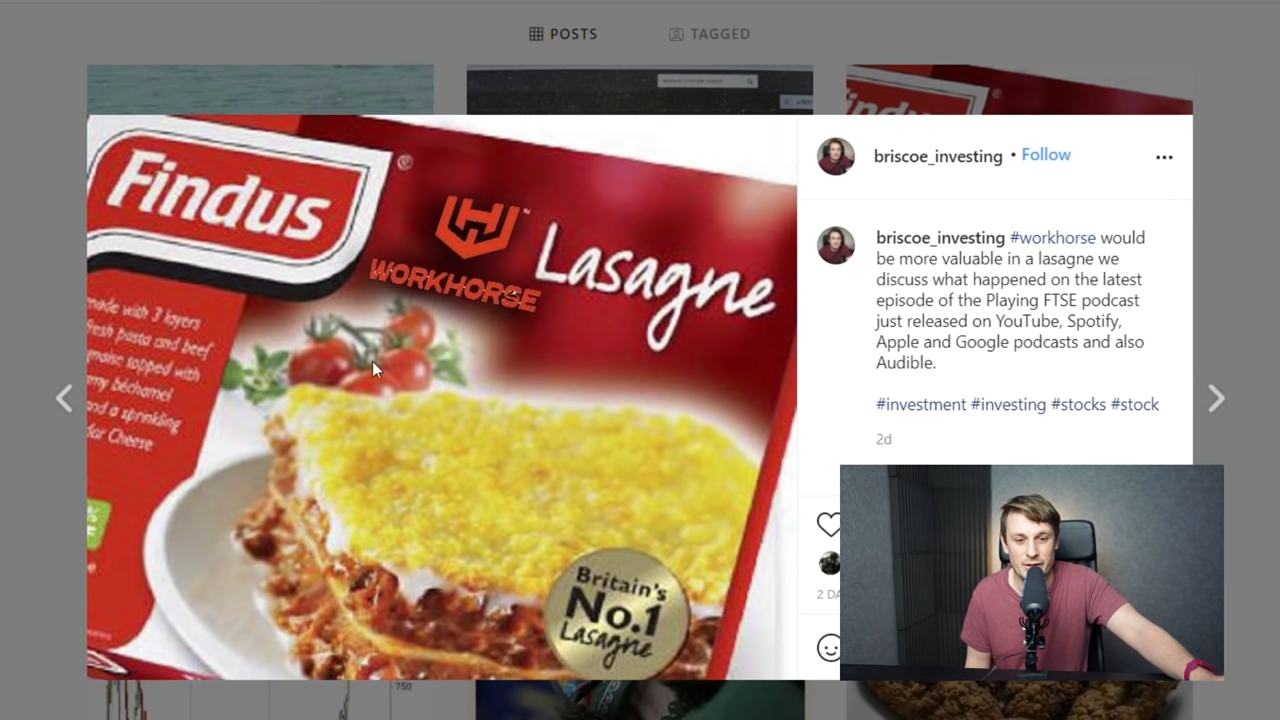 POSTS
TAGGED
Findus
®
WORKHORSE
™
Lasagne
made with 3 layers
fresh pasta and beef
topped with
béchamel
and a sprinkling
Cheese
Britain's
No.1
Lasagne
briscoe_investing • Follow
briscoe_investing #workhorse would
be more valuable in a lasagne we
discuss what happened on the latest
episode of the Playing FTSE podcast
just released on YouTube, Spotify,
Apple and Google podcasts and also
Audible.
#investment #investing #stocks #stock
2d
2 DA
750